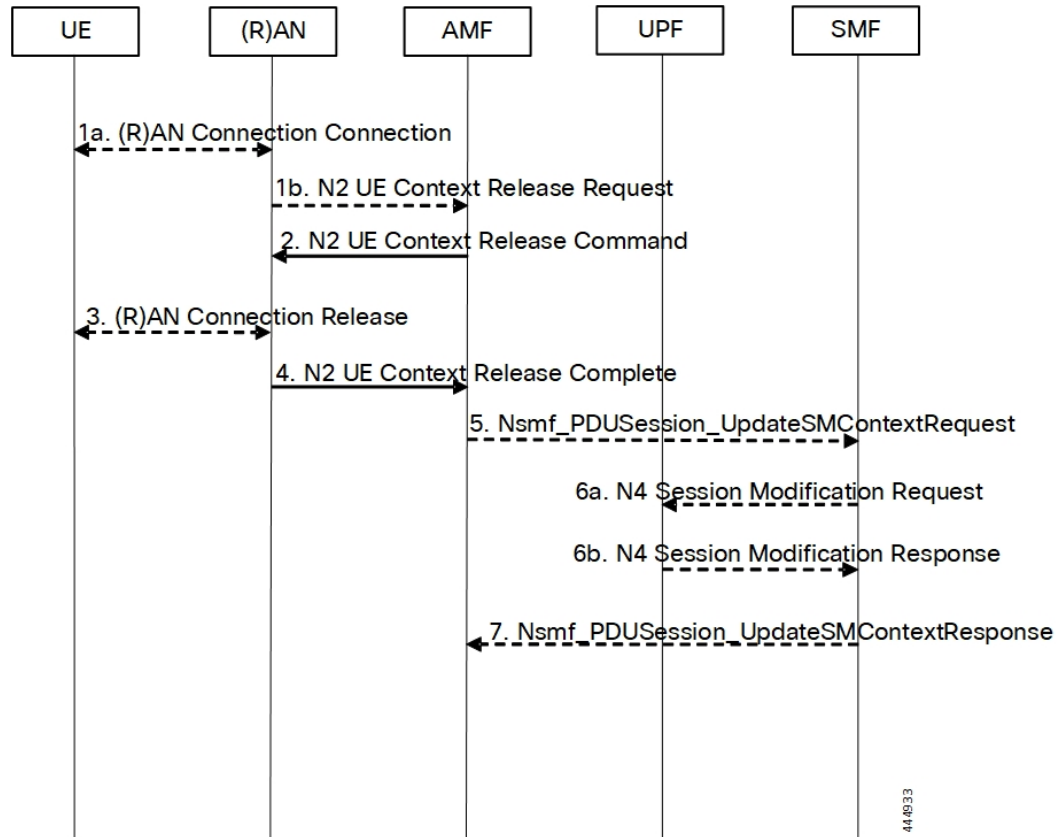 UE
(R)AN
AMF
UPF
SMF
1a. (R)AN Connection Connection
1b. N2 UE Context Release Request
2. N2 UE Context Release Command
3. (R)AN Connection Release
4. N2 UE Context Release Complete
5. Nsmf_PDUSession_UpdateSMContextRequest
6a. N4 Session Modification Request
6b. N4 Session Modification Response
7. Nsmf_PDUSession_UpdateSMContextResponse
444933